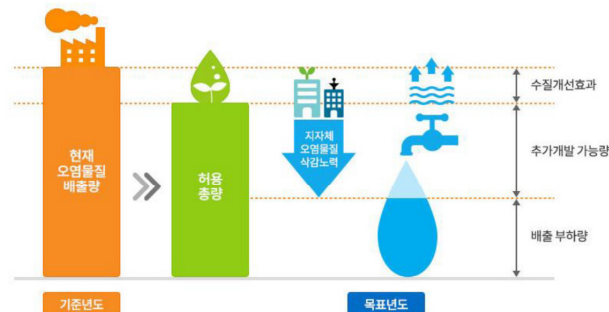 현재
오염물질
배출량
허용
총량
지자체
오염물질
삭감노력
수질개선효과
추가개발 가능량
배출 부하량
기준년도
목표년도